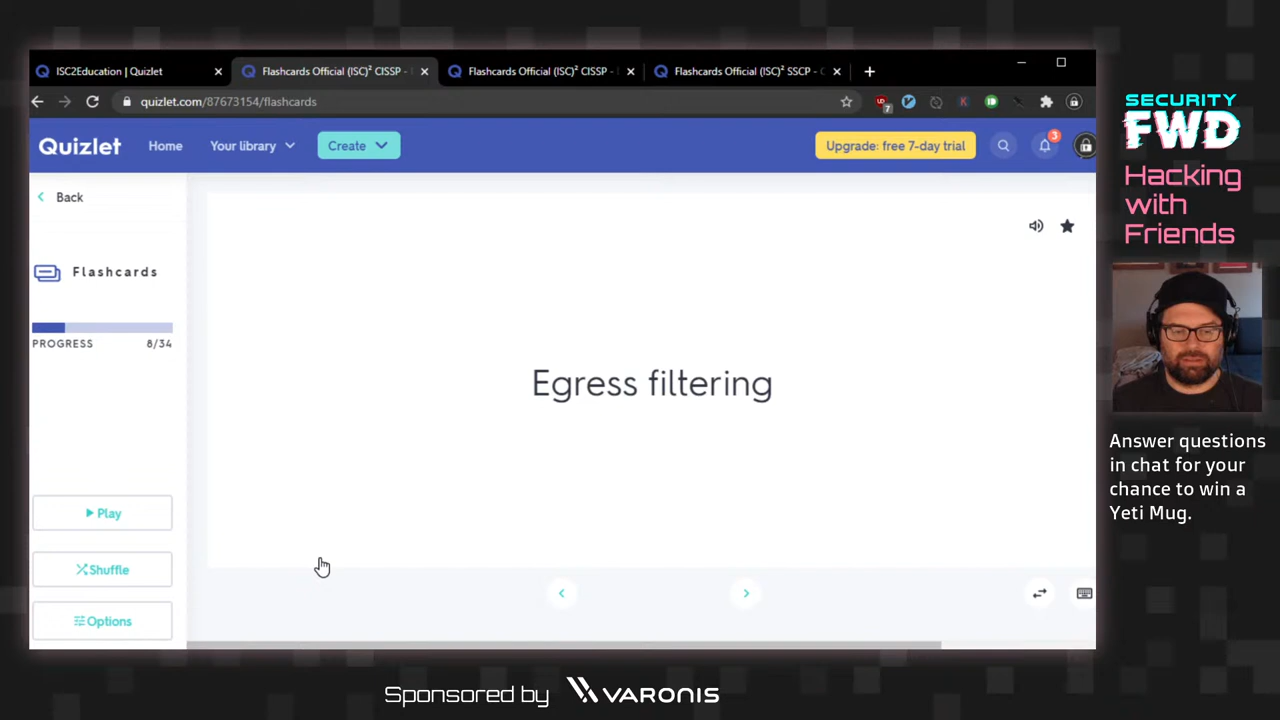 ISC2Education | Quizlet
Flashcards Official (ISC)² CISSP -
Flashcards Official (ISC)² CISSP -
Flashcards Official (ISC)² SSCP -
quizlet.com/87673154/flashcards
7
Quizlet
Home
Your library
Create
Upgrade: free 7-day trial
3
Back
Flashcards
PROGRESS
8/34
Egress filtering
Play
Shuffle
Options
SECURITY
FWD
Hacking
with
Friends
Answer questions
in chat for your
chance to win a
Yeti Mug.
Sponsored by VARONIS